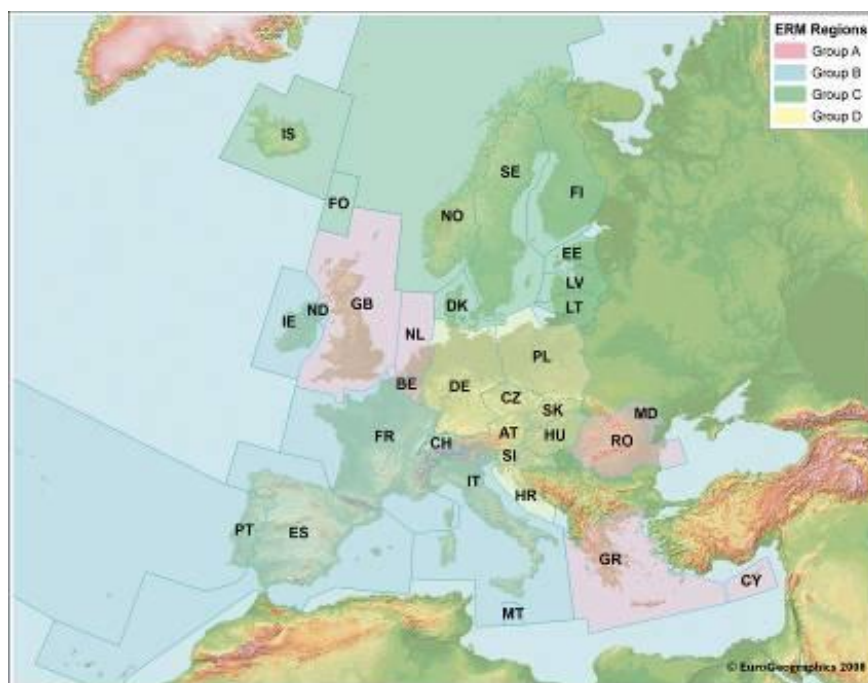 ERM Regions
Group A
Group B
Group C
Group D
IS
SE
FI
FO
NO
EE
LV
DK
LT
IE
ND
GB
NL
PL
BE
DE
CZ
SK
MD
FR
CH
AT
HU
RO
SI
IT
HR
PT
ES
GR
CY
MT
© EuroGeographics 2008